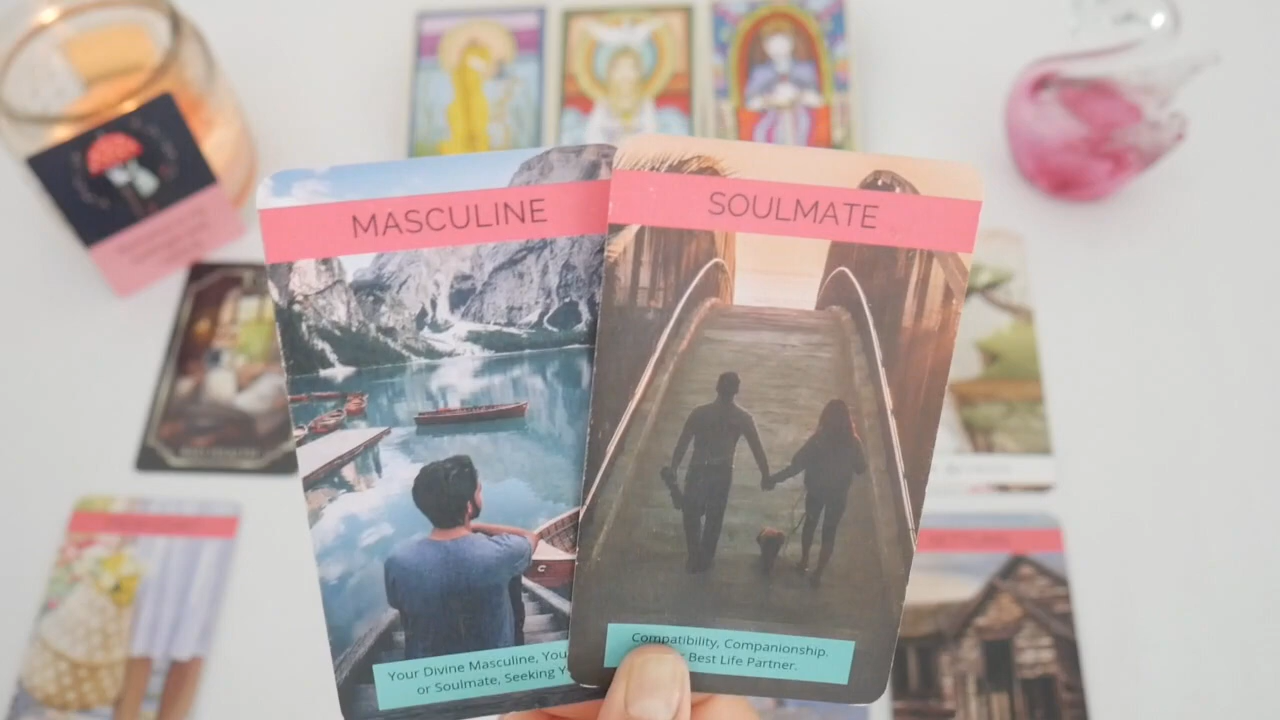 MASCULINE
SOULMATE
Your Divine Masculine, You
or Soulmate, Seeking Y
Compatibility, Companionship.
Best Life Partner.